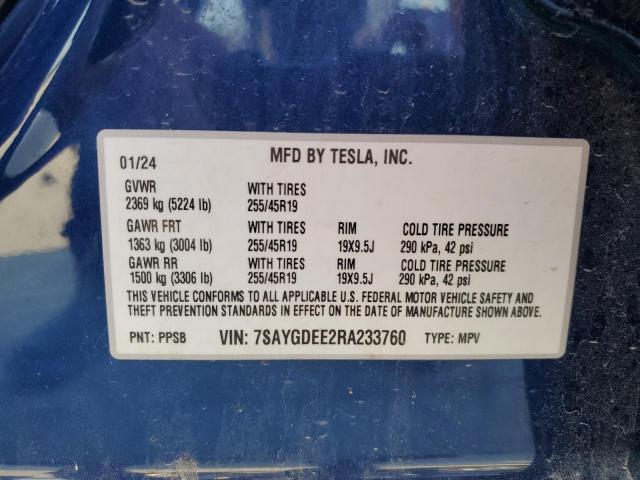 01/24 MFD BY TESLA, INC.
GVWR WITH TIRES
2369 kg (5224 lb) 255/45R19
GAWR FRT WITH TIRES RIM COLD TIRE PRESSURE
1363 kg (3004 lb) 255/45R19 19X9.5J 290 kPa, 42 psi
GAWR RR WITH TIRES RIM COLD TIRE PRESSURE
1500 kg (3306 lb) 255/45R19 19X9.5J 290 kPa, 42 psi
THIS VEHICLE CONFORMS TO ALL APPLICABLE U.S. FEDERAL MOTOR VEHICLE SAFETY AND
THEFT PREVENTION STANDARDS IN EFFECT ON THE DATE OF MANUFACTURE SHOWN ABOVE.
PNT: PPSB VIN: 7SAYGDEE2RA233760 TYPE: MPV